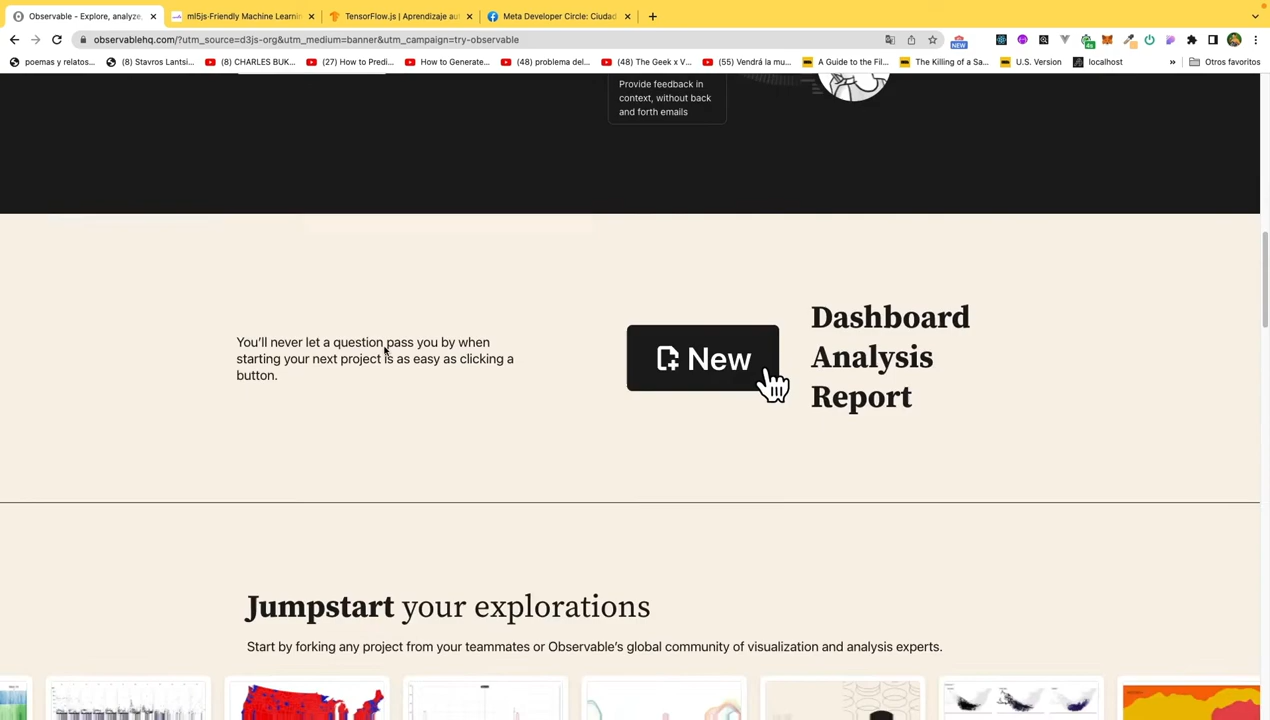 Observable - Explore, analyze,
ml5js·Friendly Machine Learnin
TensorFlow.js | Aprendizaje au
Meta Developer Circle: Ciudad
observablehq.com/?utm_source=d3js-org&utm_medium=banner&utm_campaign=try-observable
NEW
4s
poemas y relatos...
(8) Stavros Lantsi...
(8) CHARLES BUK...
(27) How to Predi...
How to Generate...
(48) problema del...
(48) The Geek x V...
(55) Vendrá la mu...
A Guide to the Fil...
The Killing of a Sa...
U.S. Version
localhost
»
Otros favoritos
Provide feedback in
context, without back
and forth emails
You'll never let a question pass you by when
starting your next project is as easy as clicking a
button.
New
Dashboard
Analysis
Report
Jumpstart your explorations
Start by forking any project from your teammates or Observable's global community of visualization and analysis experts.